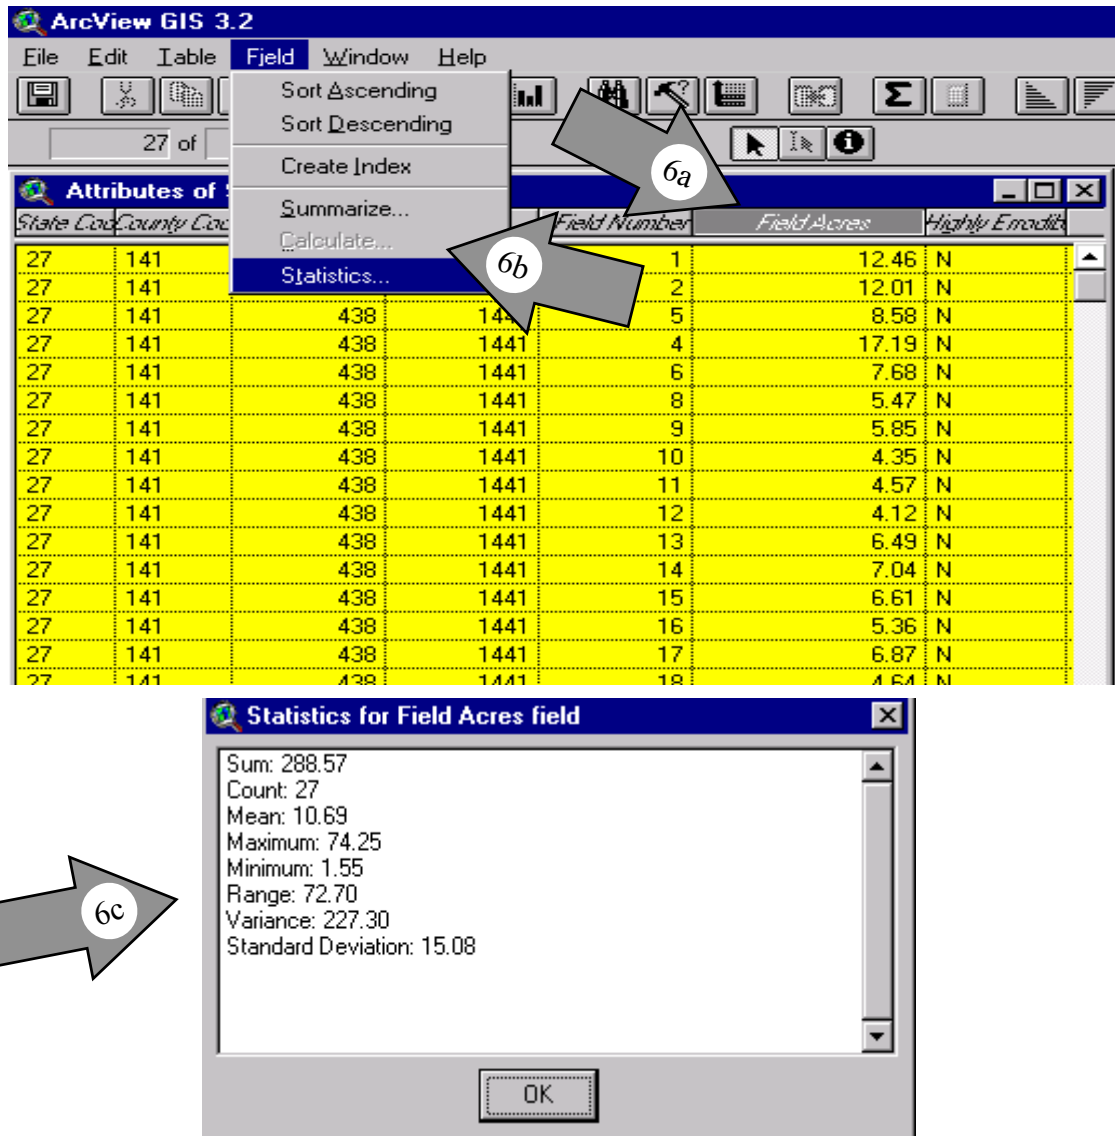 ArcView GIS 3.2
File Edit Table Field Window Help
Sort Ascending
Sort Descending
27 of
Create Index
6a
Attributes of
Summarize...
State Cod County Coo Field Number Field Acres Highly Erodib
Calculate...
6b
Statistics...
27 141 1 12.46 N
27 141 2 12.01 N
27 141 438 144 5 8.58 N
27 141 438 1441 4 17.19 N
27 141 438 1441 6 7.68 N
27 141 438 1441 8 5.47 N
27 141 438 1441 9 5.85 N
27 141 438 1441 10 4.35 N
27 141 438 1441 11 4.57 N
27 141 438 1441 12 4.12 N
27 141 438 1441 13 6.49 N
27 141 438 1441 14 7.04 N
27 141 438 1441 15 6.61 N
27 141 438 1441 16 5.36 N
27 141 438 1441 17 6.87 N
27 141 438 1441 18 4.64 N
Statistics for Field Acres field
Sum: 288.57
Count: 27
Mean: 10.69
Maximum: 74.25
Minimum: 1.55
Range: 72.70
Variance: 227.30
Standard Deviation: 15.08
6c
OK